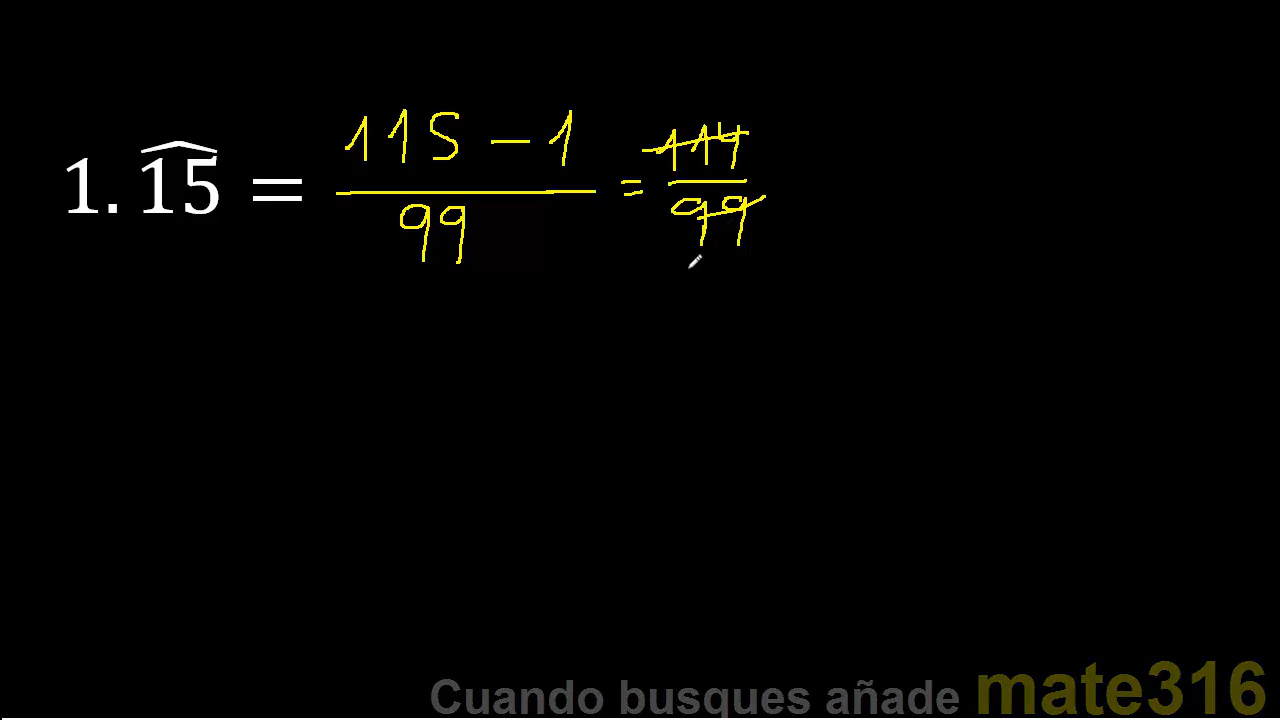 1.15 = 115 - 1 / 99 = 114 / 99
Cuando busques añade mate316